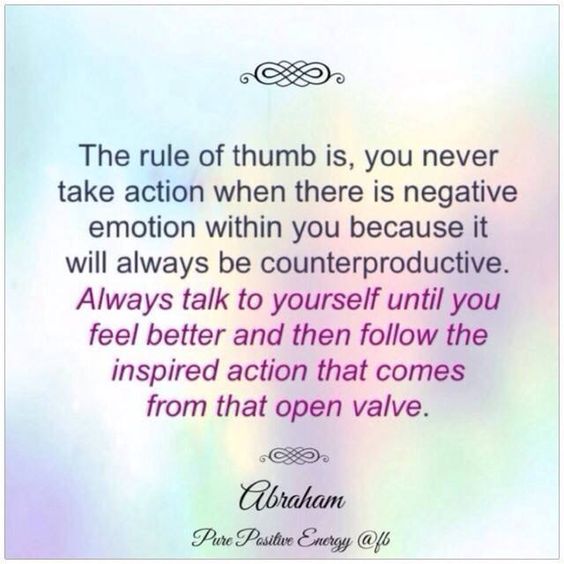 The rule of thumb is, you never
take action when there is negative
emotion within you because it
will always be counterproductive.
Always talk to yourself until you
feel better and then follow the
inspired action that comes
from that open valve.
Abraham
Pure Positive Energy @fb